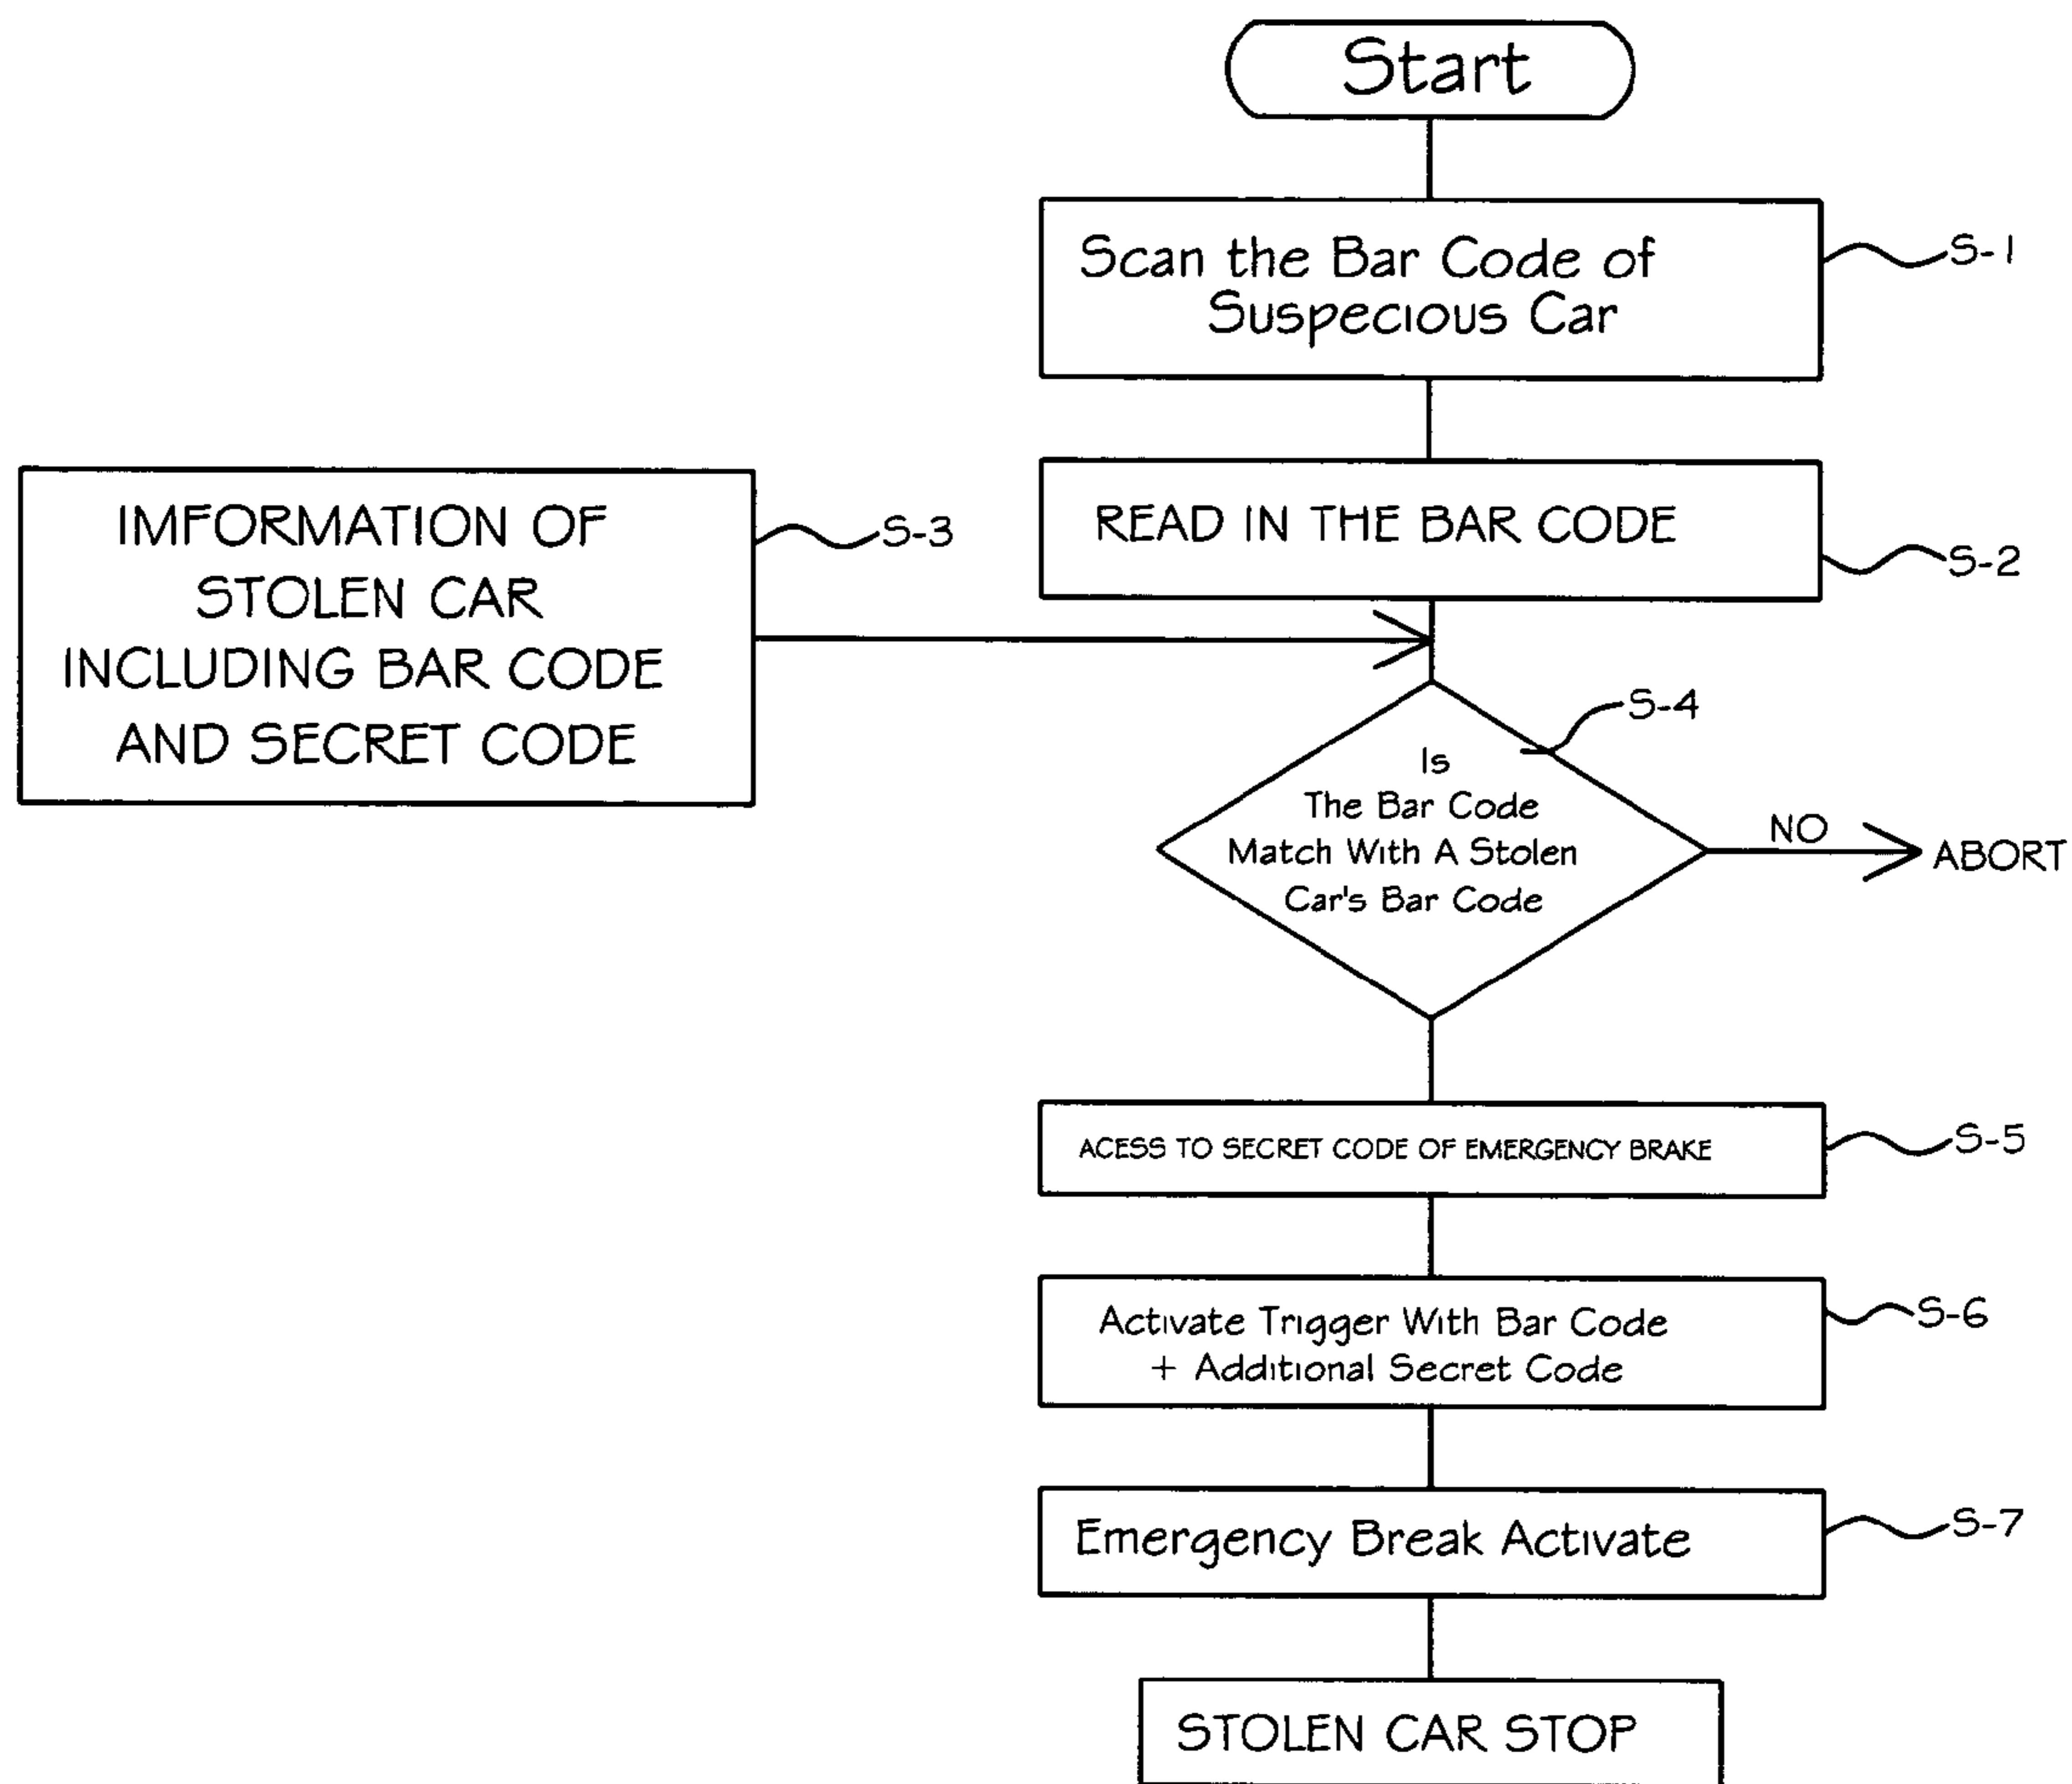 Start
Scan the Bar Code of
Suspecious Car
S-1
READ IN THE BAR CODE
S-2
IMFORMATION OF
STOLEN CAR
INCLUDING BAR CODE
AND SECRET CODE
S-3
S-4
Is
The Bar Code
Match With A Stolen
Car's Bar Code
NO
ABORT
ACESS TO SECRET CODE OF EMERGENCY BRAKE
S-5
Activate Trigger With Bar Code
+ Additional Secret Code
S-6
Emergency Break Activate
S-7
STOLEN CAR STOP